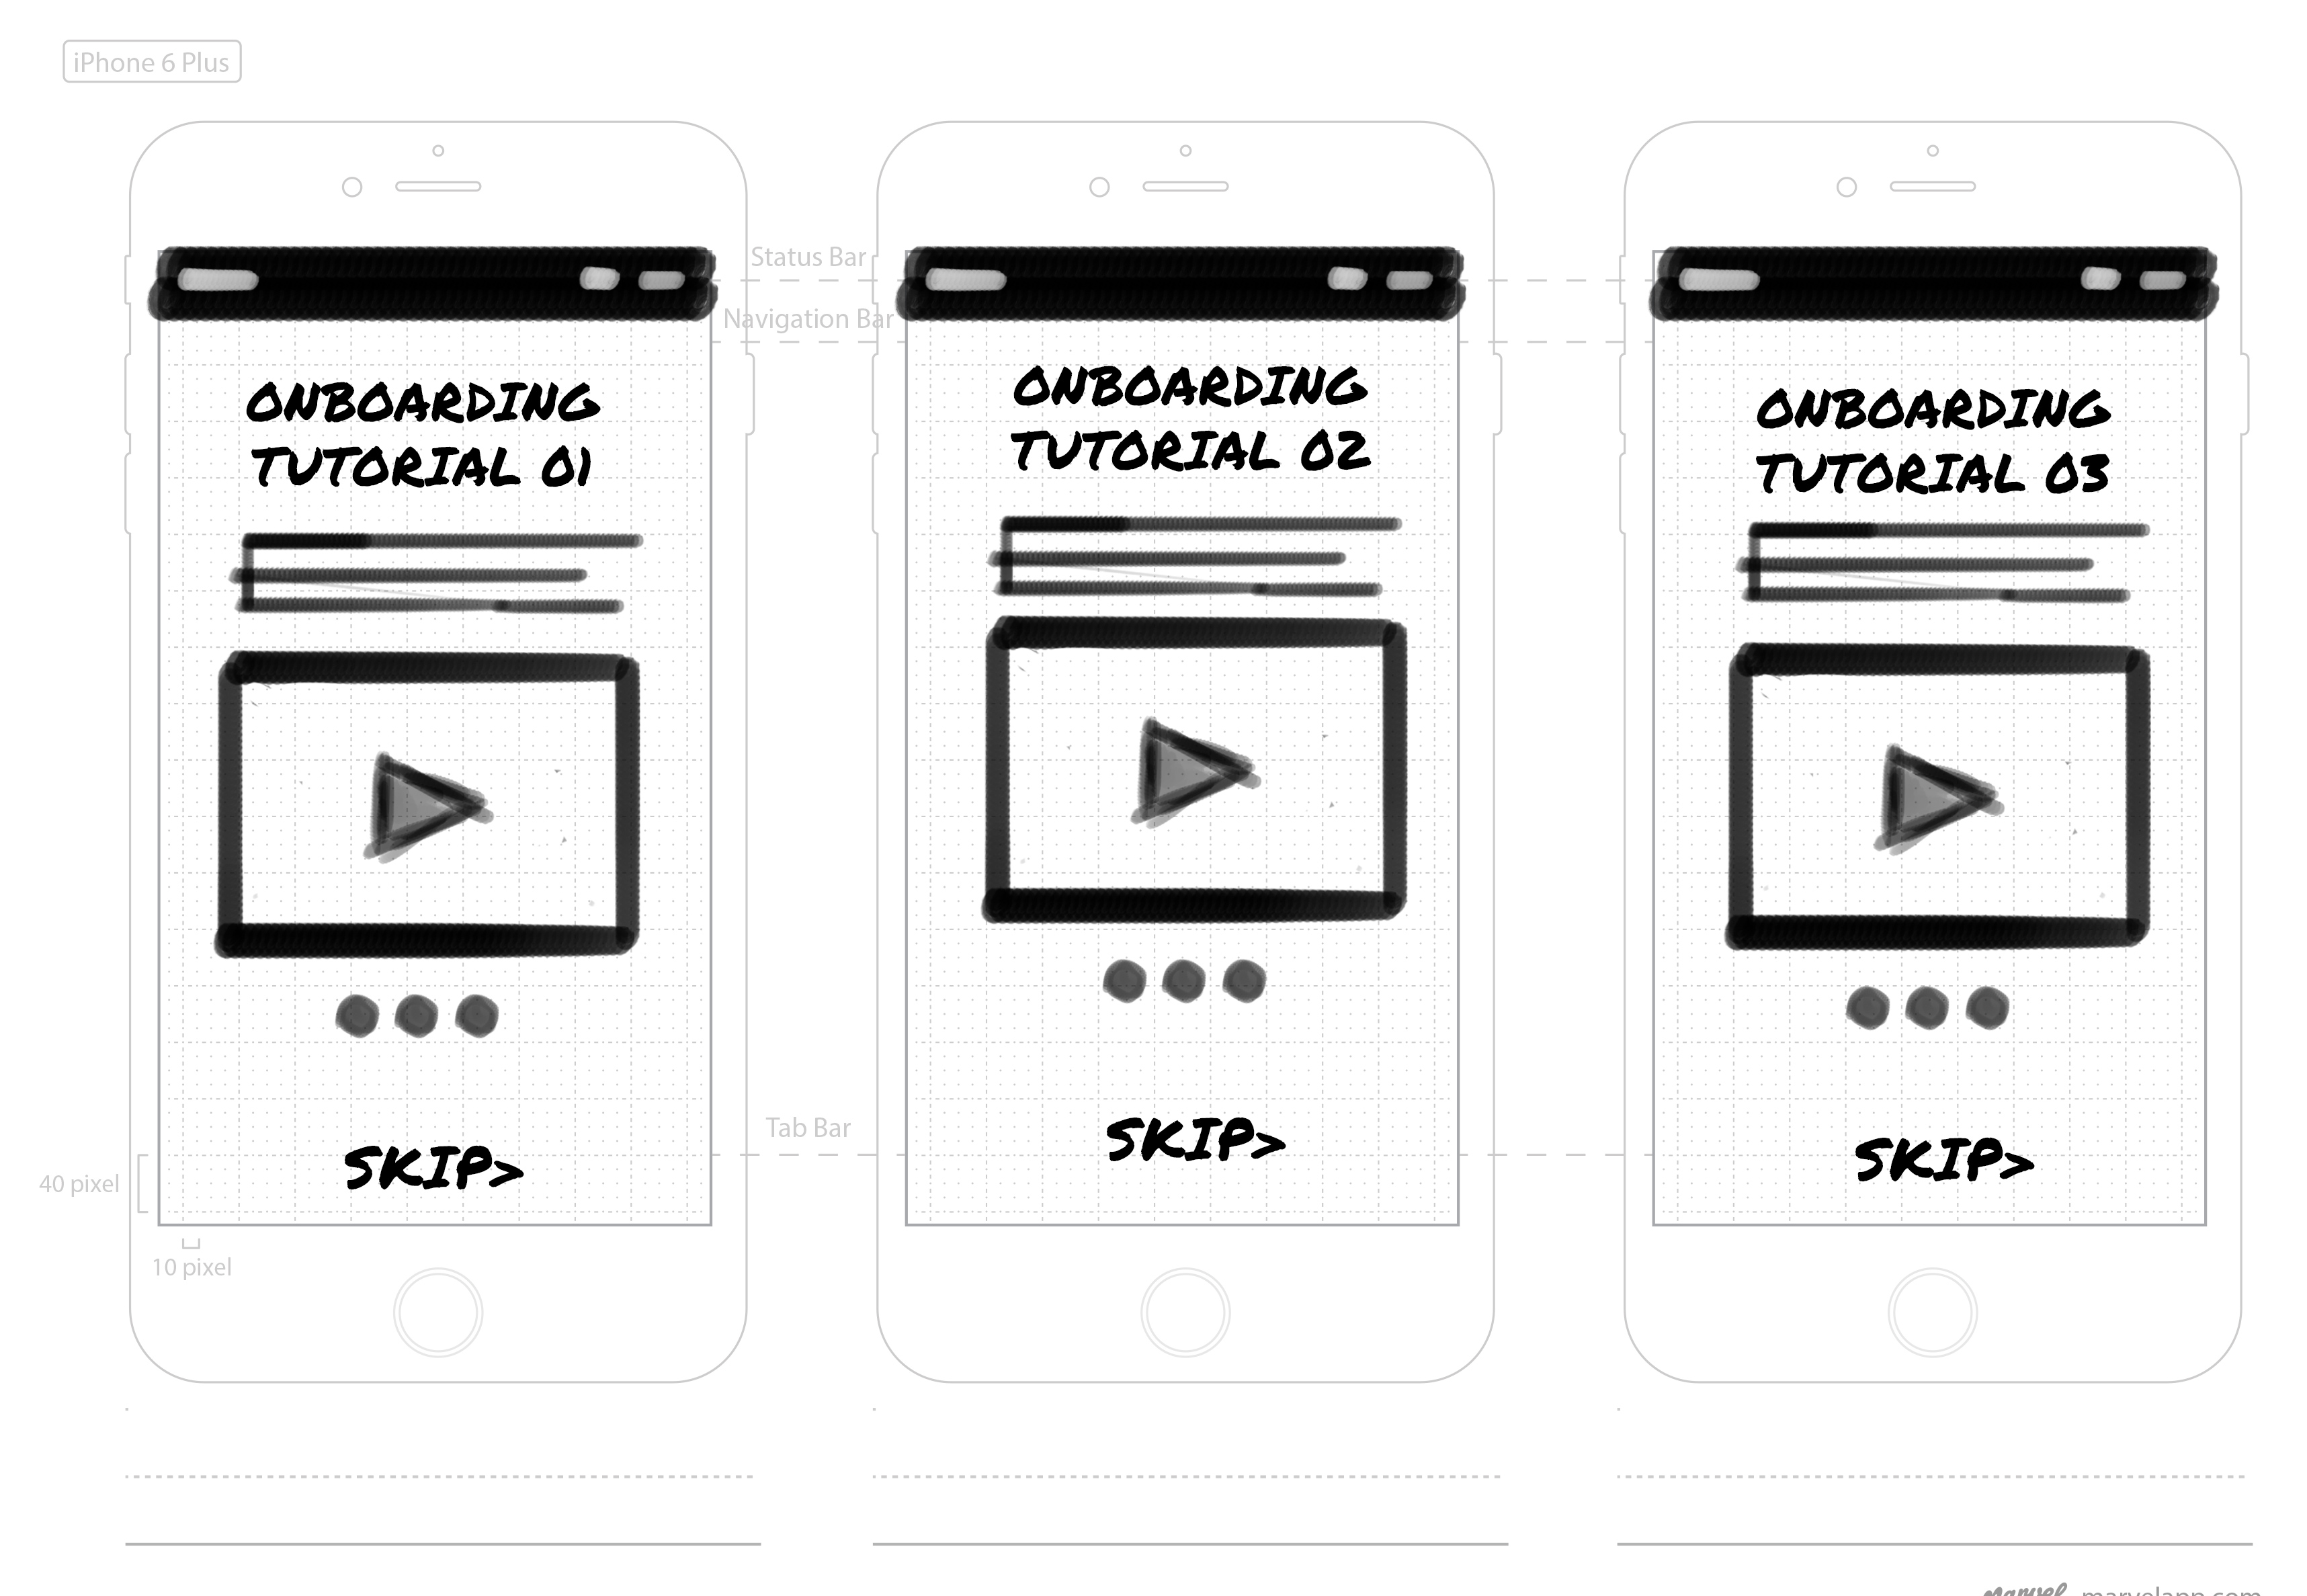 iPhone 6 Plus
Status Bar
Navigation Bar
ONBOARDING
TUTORIAL 01
SKIP>
ONBOARDING
TUTORIAL 02
SKIP>
ONBOARDING
TUTORIAL 03
SKIP>
Tab Bar
40 pixel
10 pixel
marvel marvelapp.com